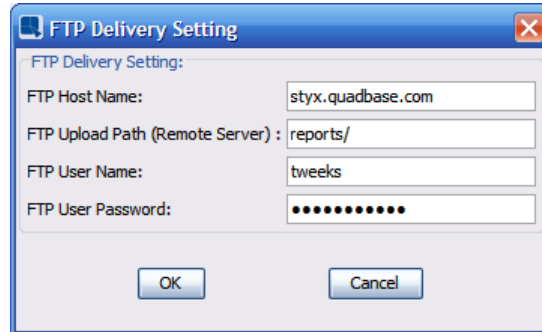 FTP Delivery Setting
FTP Delivery Setting:
FTP Host Name: styx.quadbase.com
FTP Upload Path (Remote Server) : reports/
FTP User Name: tweeks
FTP User Password: •••••••••••
OK Cancel